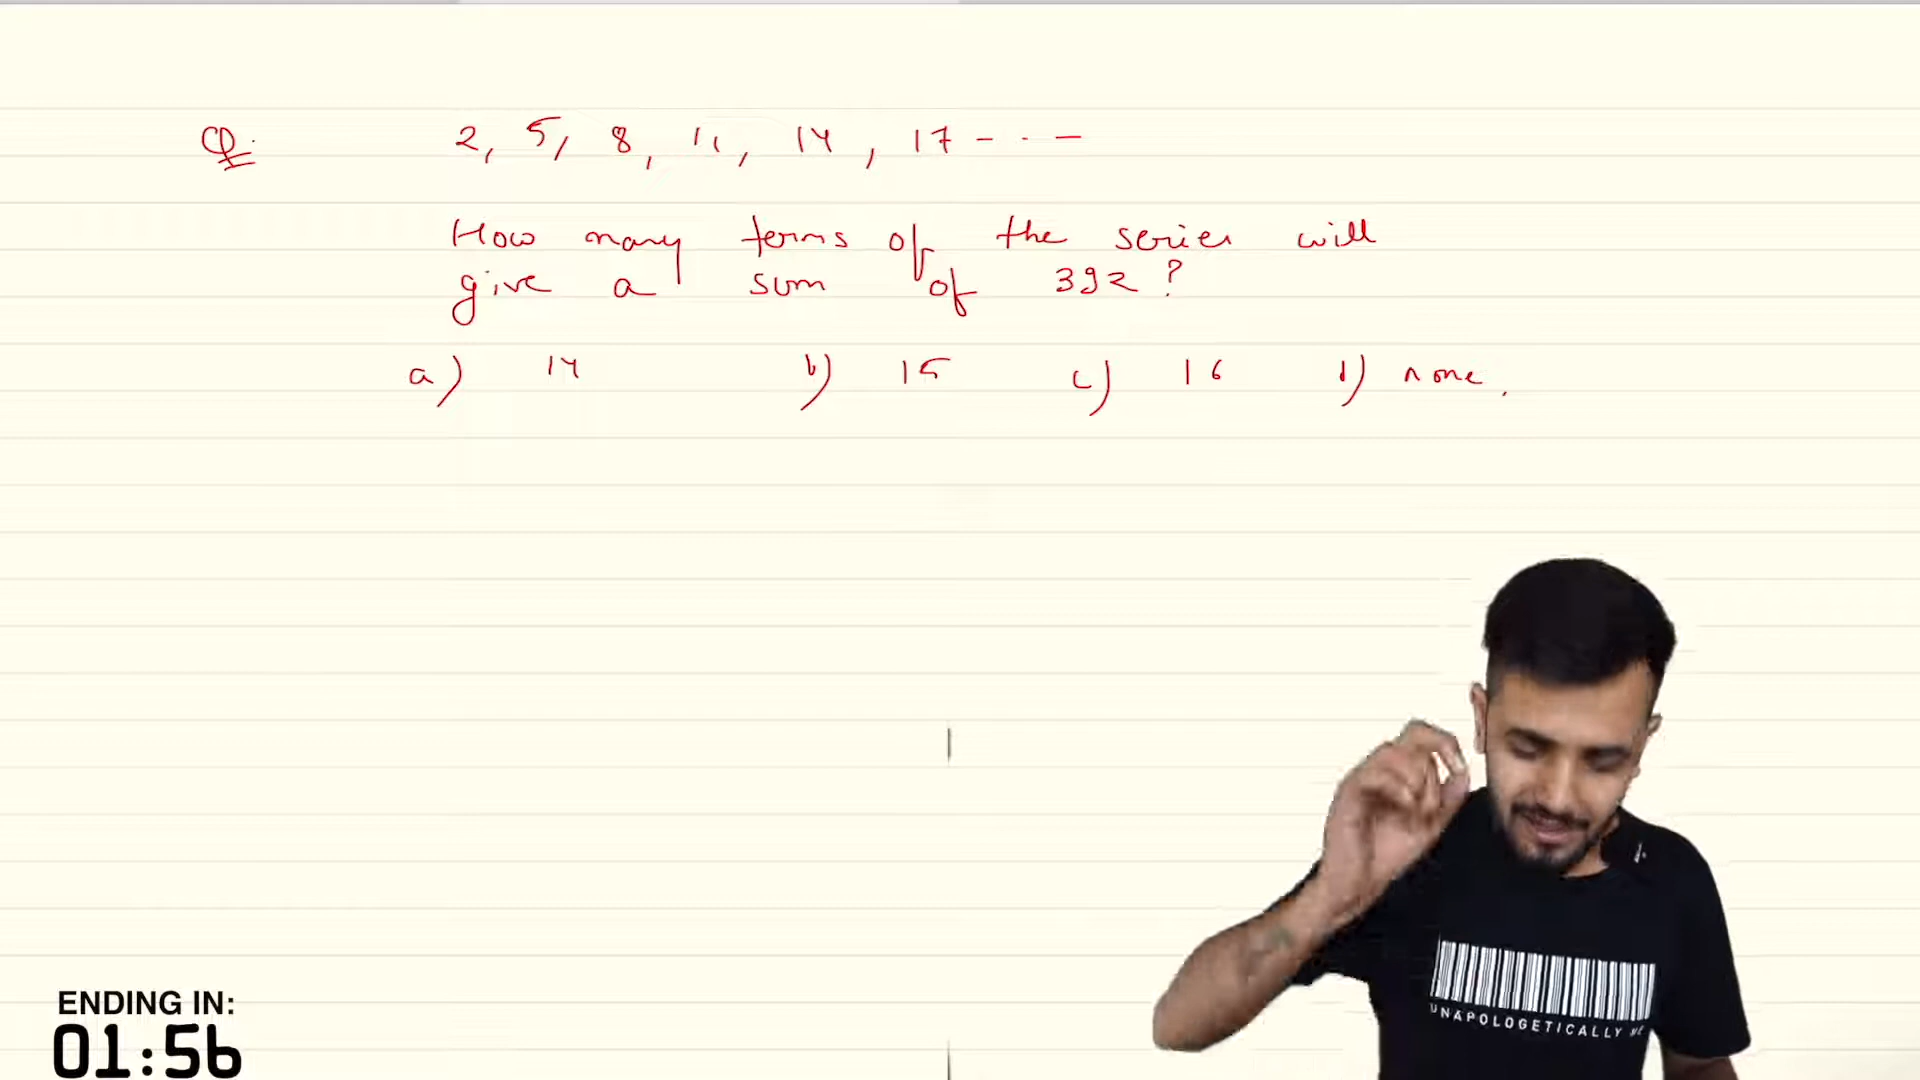 Q. 2, 5, 8, 11, 14, 17 - - -
How many terms of the series will
give a sum of 392?
a) 14 b) 15 c) 16 d) none.
ENDING IN:
01:56
UNAPOLOGETICALLY ME